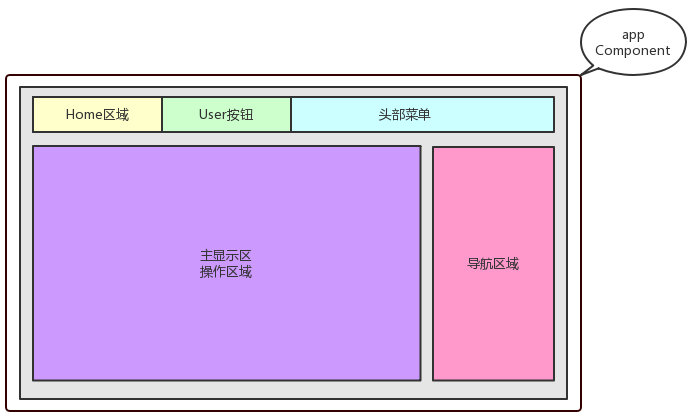 app
Component
Home区域
User按钮
头部菜单
主显示区
操作区域
导航区域